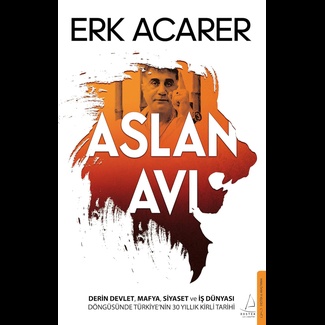 ERK ACARER
ASLAN
AVI
DERİN DEVLET, MAFYA, SİYASET ve İŞ DÜNYASI
DÖNGÜSÜNDE TÜRKİYE'NİN 30 YILLIK KİRLİ TARİHİ
DESTEK